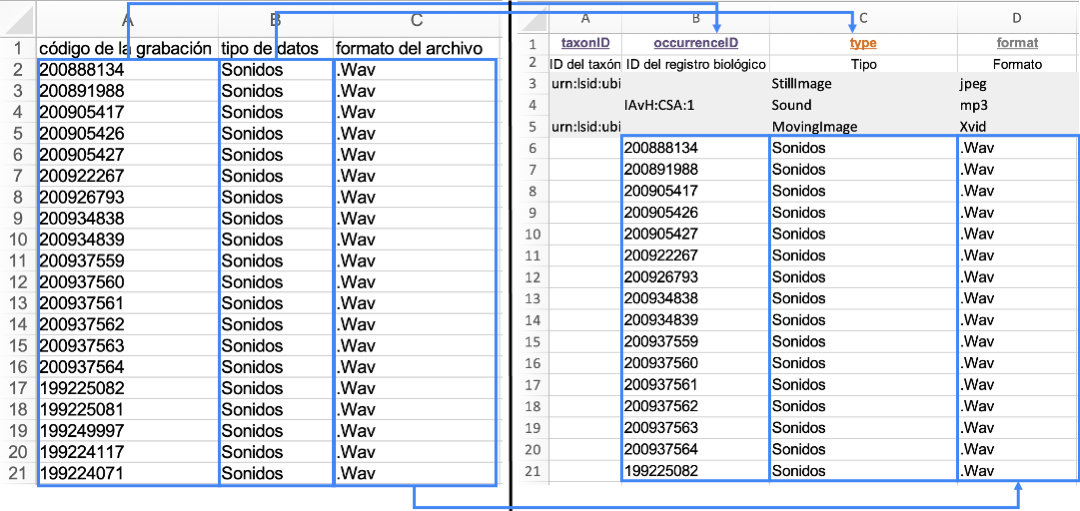 A B C
1 código de la grabación tipo de datos formato del archivo
2 200888134 Sonidos .Wav
3 200891988 Sonidos .Wav
4 200905417 Sonidos .Wav
5 200905426 Sonidos .Wav
6 200905427 Sonidos .Wav
7 200922267 Sonidos .Wav
8 200926793 Sonidos .Wav
9 200934838 Sonidos .Wav
10 200934839 Sonidos .Wav
11 200937559 Sonidos .Wav
12 200937560 Sonidos .Wav
13 200937561 Sonidos .Wav
14 200937562 Sonidos .Wav
15 200937563 Sonidos .Wav
16 200937564 Sonidos .Wav
17 199225082 Sonidos .Wav
18 199225081 Sonidos .Wav
19 199249997 Sonidos .Wav
20 199224117 Sonidos .Wav
21 199224071 Sonidos .Wav
A B C D
1 taxonID occurrenceID type format
2 ID del taxón ID del registro biológico Tipo Formato
3 urn:lsid:ubi StillImage jpeg
4 IAvH:CSA:1 Sound mp3
5 urn:lsid:ubi MovingImage Xvid
6 200888134 Sonidos .Wav
7 200891988 Sonidos .Wav
8 200905417 Sonidos .Wav
9 200905426 Sonidos .Wav
10 200905427 Sonidos .Wav
11 200922267 Sonidos .Wav
12 200926793 Sonidos .Wav
13 200934838 Sonidos .Wav
14 200934839 Sonidos .Wav
15 200937559 Sonidos .Wav
16 200937560 Sonidos .Wav
17 200937561 Sonidos .Wav
18 200937562 Sonidos .Wav
19 200937563 Sonidos .Wav
20 200937564 Sonidos .Wav
21 199225082 Sonidos .Wav